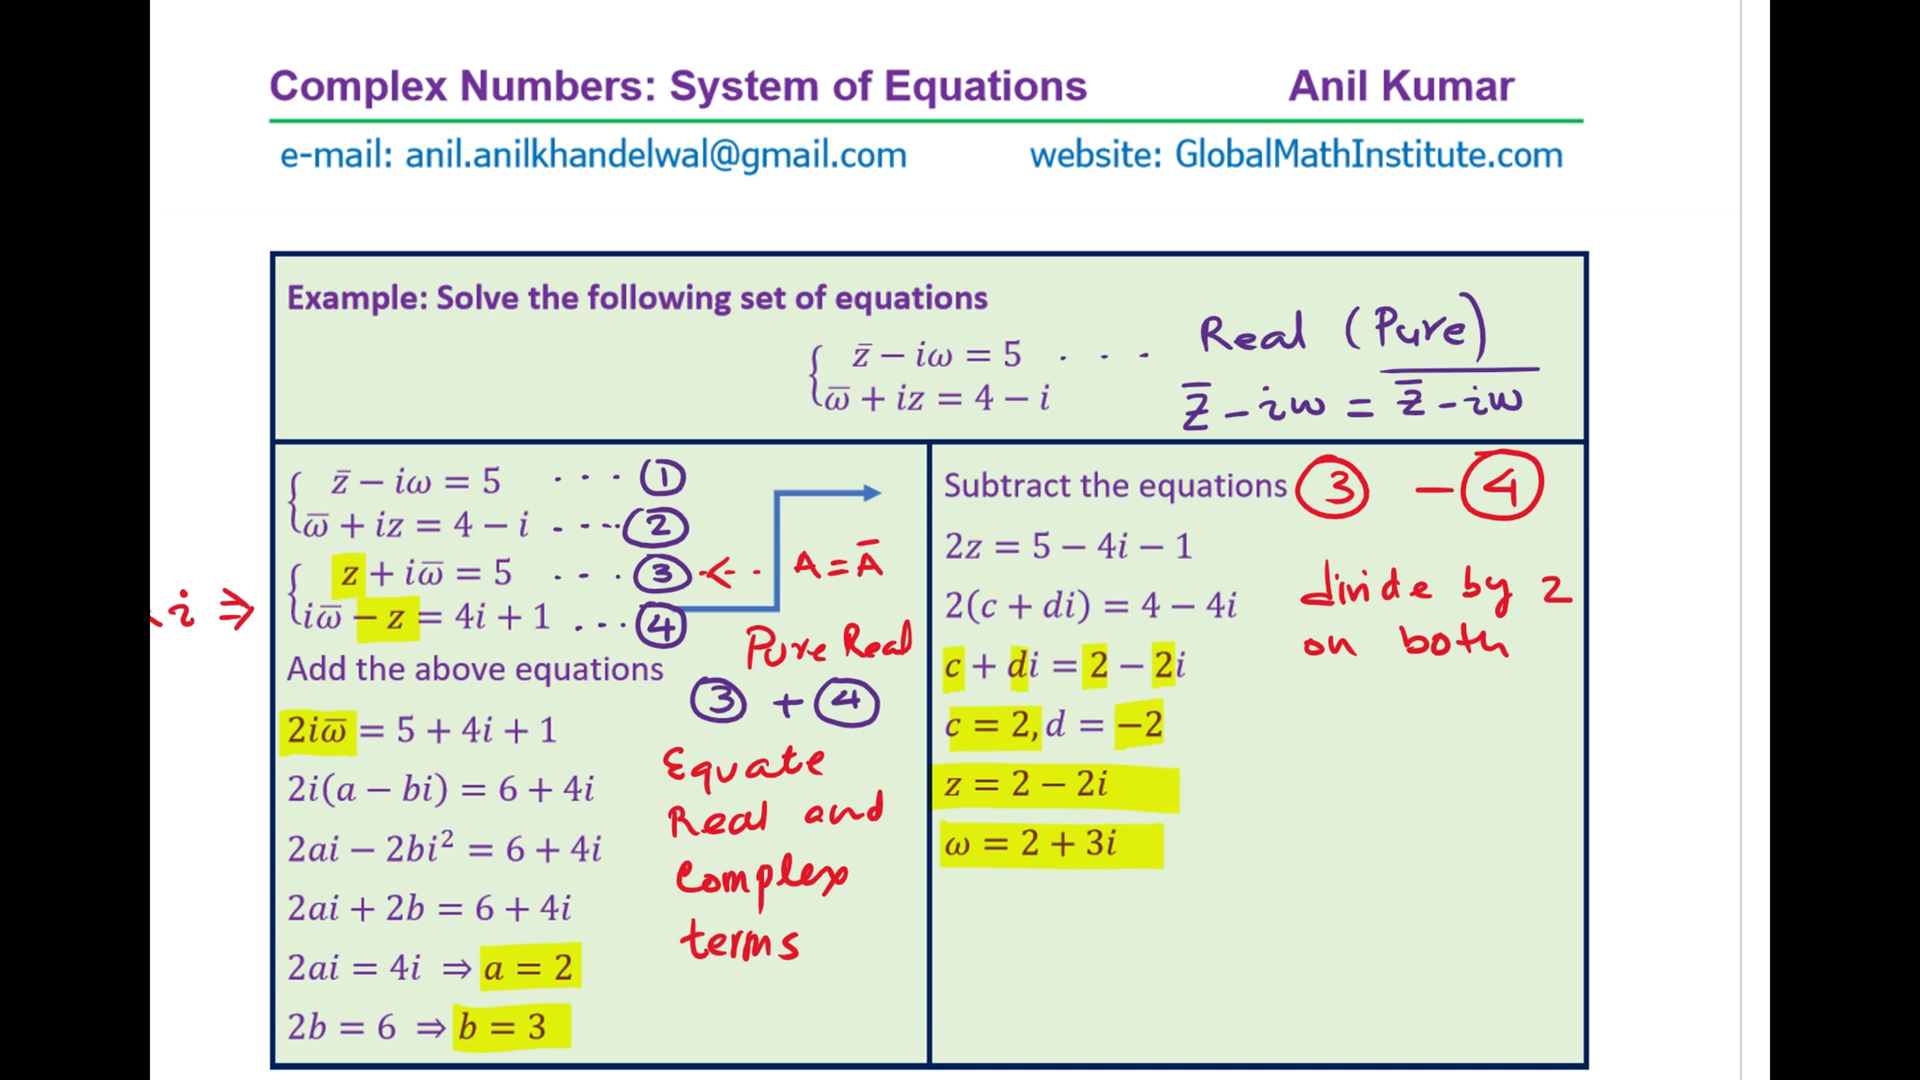 Complex Numbers: System of Equations Anil Kumar
e-mail: anil.anilkhandelwal@gmail.com website: GlobalMathInstitute.com
Example: Solve the following set of equations
z̄ − iω = 5 . . . Real (Pure)
ω̄ + iz = 4 − i z̄ − iω = z̄ − iω
z̄ − iω = 5 . . . ①
ω̄ + iz = 4 − i . . . . ②
z + iω̄ = 5 . . . ③ <- . A = Ā
i ⇒ iω̄ − z = 4i + 1 . . . ④
Pure Real
Add the above equations ③ + ④
2iω̄ = 5 + 4i + 1
2i(a − bi) = 6 + 4i
2ai − 2bi² = 6 + 4i
2ai + 2b = 6 + 4i
2ai = 4i ⇒ a = 2
2b = 6 ⇒ b = 3
Equate
Real and
Complex
terms
Subtract the equations ③ − ④
2z = 5 − 4i − 1
2(c + di) = 4 − 4i
c + di = 2 − 2i
c = 2, d = −2
z = 2 − 2i
ω = 2 + 3i
divide by 2
on both